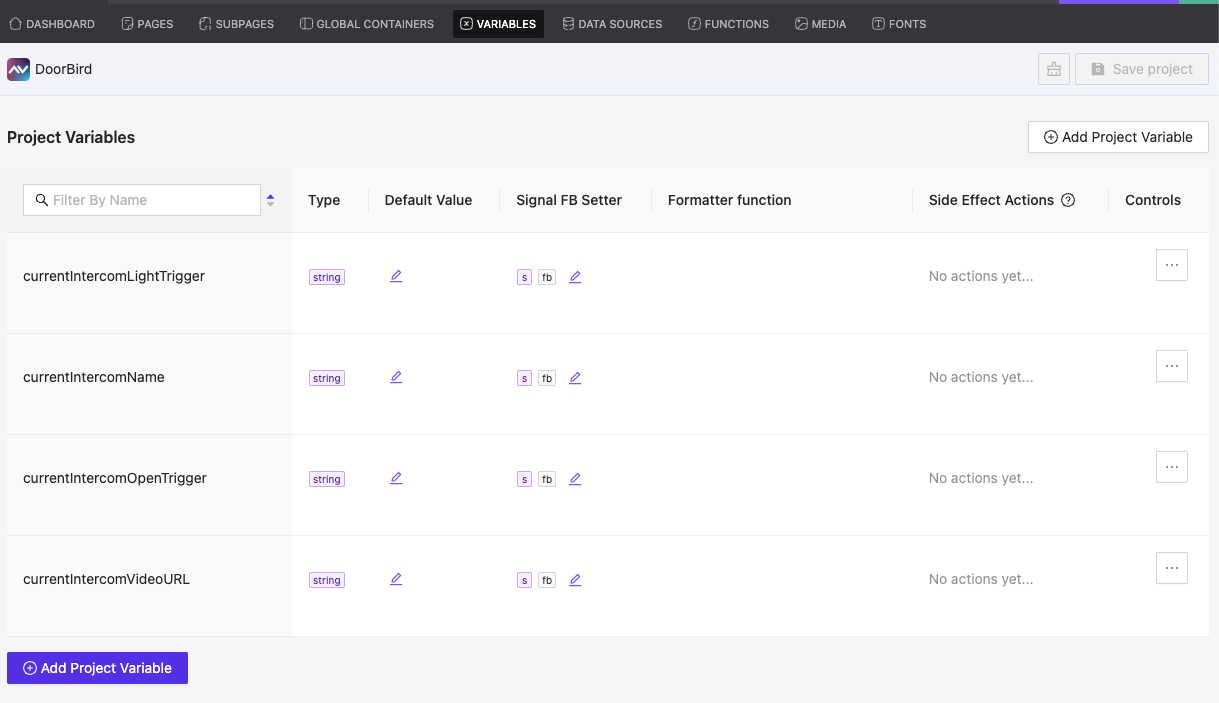 DASHBOARD PAGES SUBPAGES GLOBAL CONTAINERS VARIABLES DATA SOURCES FUNCTIONS MEDIA FONTS
DoorBird Save project
Project Variables Add Project Variable
Filter By Name Type Default Value Signal FB Setter Formatter function Side Effect Actions Controls
currentIntercomLightTrigger string s fb No actions yet... ...
currentIntercomName string s fb No actions yet... ...
currentIntercomOpenTrigger string s fb No actions yet... ...
currentIntercomVideoURL string s fb No actions yet... ...
Add Project Variable